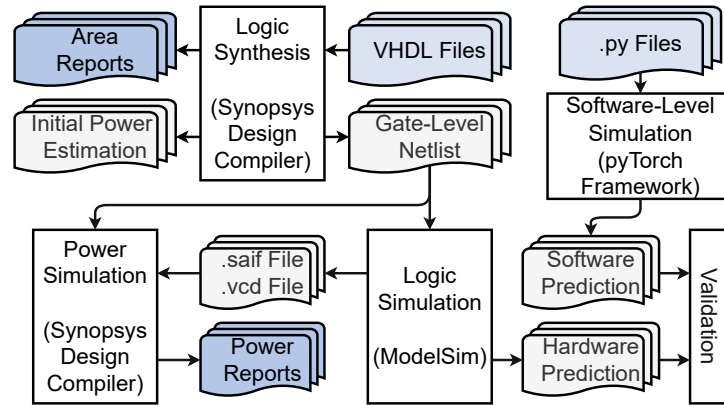 Area
Reports
Logic
Synthesis
(Synopsys
Design
Compiler)
VHDL Files
.py Files
Initial Power
Estimation
Gate-Level
Netlist
Software-Level
Simulation
(pyTorch
Framework)
Power
Simulation
(Synopsys
Design
Compiler)
.saif File
.vcd File
Logic
Simulation
(ModelSim)
Software
Prediction
Validation
Power
Reports
Hardware
Prediction